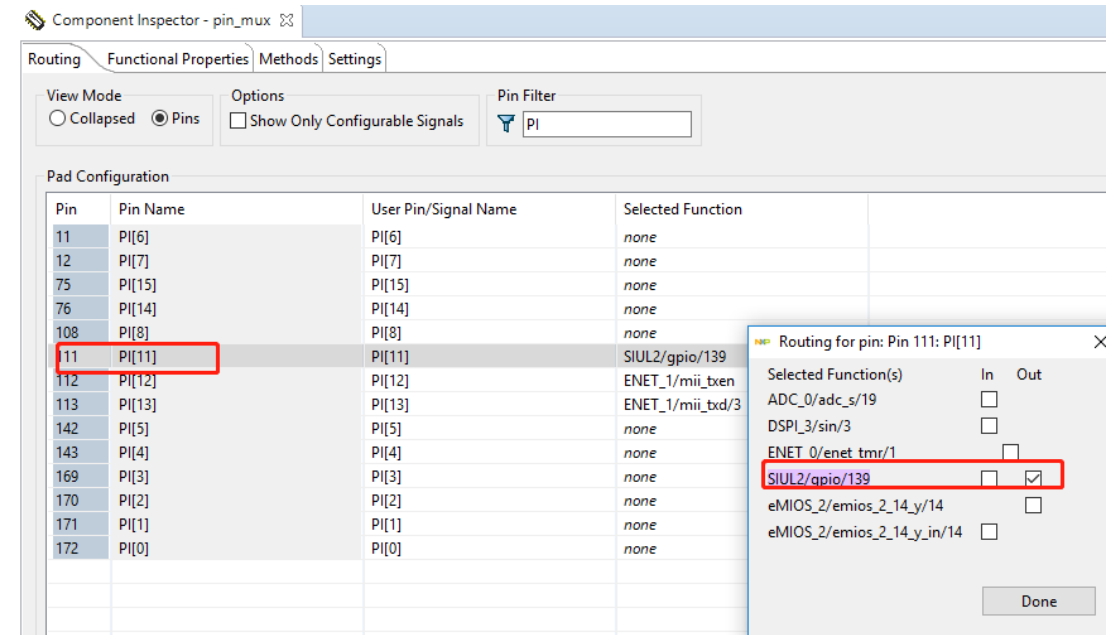 Component Inspector - pin_mux
Routing Functional Properties Methods Settings
View Mode Options Pin Filter
Collapsed Pins Show Only Configurable Signals PI
Pad Configuration
Pin Pin Name User Pin/Signal Name Selected Function
11 PI[6] PI[6] none
12 PI[7] PI[7] none
75 PI[15] PI[15] none
76 PI[14] PI[14] none
108 PI[8] PI[8] none
111 PI[11] PI[11] SIUL2/gpio/139
112 PI[12] PI[12] ENET_1/mii_txen
113 PI[13] PI[13] ENET_1/mii_txd/3
142 PI[5] PI[5] none
143 PI[4] PI[4] none
169 PI[3] PI[3] none
170 PI[2] PI[2] none
171 PI[1] PI[1] none
172 PI[0] PI[0] none
NXP Routing for pin: Pin 111: PI[11]
Selected Function(s) In Out
ADC_0/adc_s/19
DSPI_3/sin/3
ENET_0/enet_tmr/1
SIUL2/gpio/139
eMIOS_2/emios_2_14_y/14
eMIOS_2/emios_2_14_y_in/14
Done